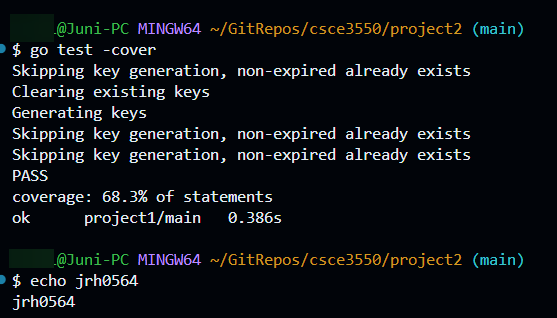 @Juni-PC MINGW64 ~/GitRepos/csce3550/project2 (main)
$ go test -cover
Skipping key generation, non-expired already exists
Clearing existing keys
Generating keys
Skipping key generation, non-expired already exists
Skipping key generation, non-expired already exists
PASS
coverage: 68.3% of statements
ok      project1/main   0.386s
@Juni-PC MINGW64 ~/GitRepos/csce3550/project2 (main)
$ echo jrh0564
jrh0564